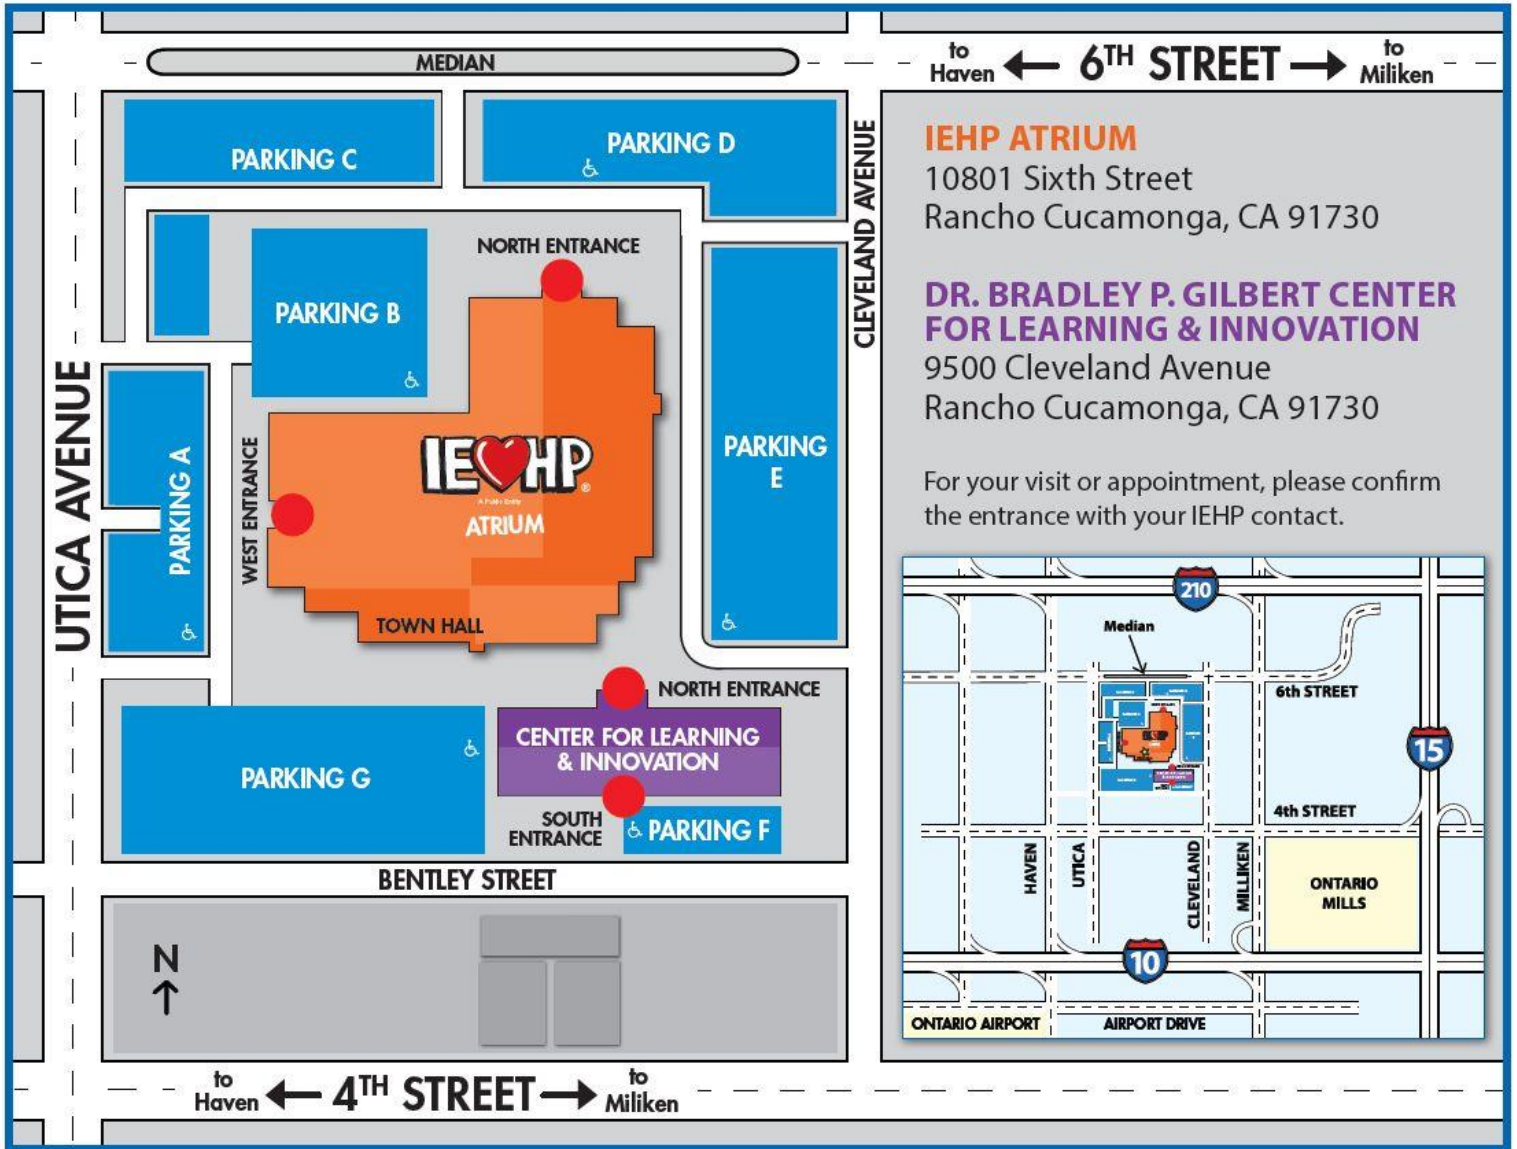 MEDIAN
to
Haven
6TH STREET
to
Miliken
PARKING C
PARKING D
CLEVELAND AVENUE
NORTH ENTRANCE
PARKING B
UTICA AVENUE
PARKING A
WEST ENTRANCE
IEHP®
A Public Entity
ATRIUM
TOWN HALL
PARKING
E
NORTH ENTRANCE
CENTER FOR LEARNING
& INNOVATION
PARKING G
SOUTH
ENTRANCE
PARKING F
BENTLEY STREET
N
to
Haven
4TH STREET
to
Miliken
IEHP ATRIUM
10801 Sixth Street
Rancho Cucamonga, CA 91730
DR. BRADLEY P. GILBERT CENTER
FOR LEARNING & INNOVATION
9500 Cleveland Avenue
Rancho Cucamonga, CA 91730
For your visit or appointment, please confirm
the entrance with your IEHP contact.
210
Median
6th STREET
15
4th STREET
HAVEN
UTICA
CLEVELAND
MILLIKEN
ONTARIO
MILLS
10
ONTARIO AIRPORT
AIRPORT DRIVE